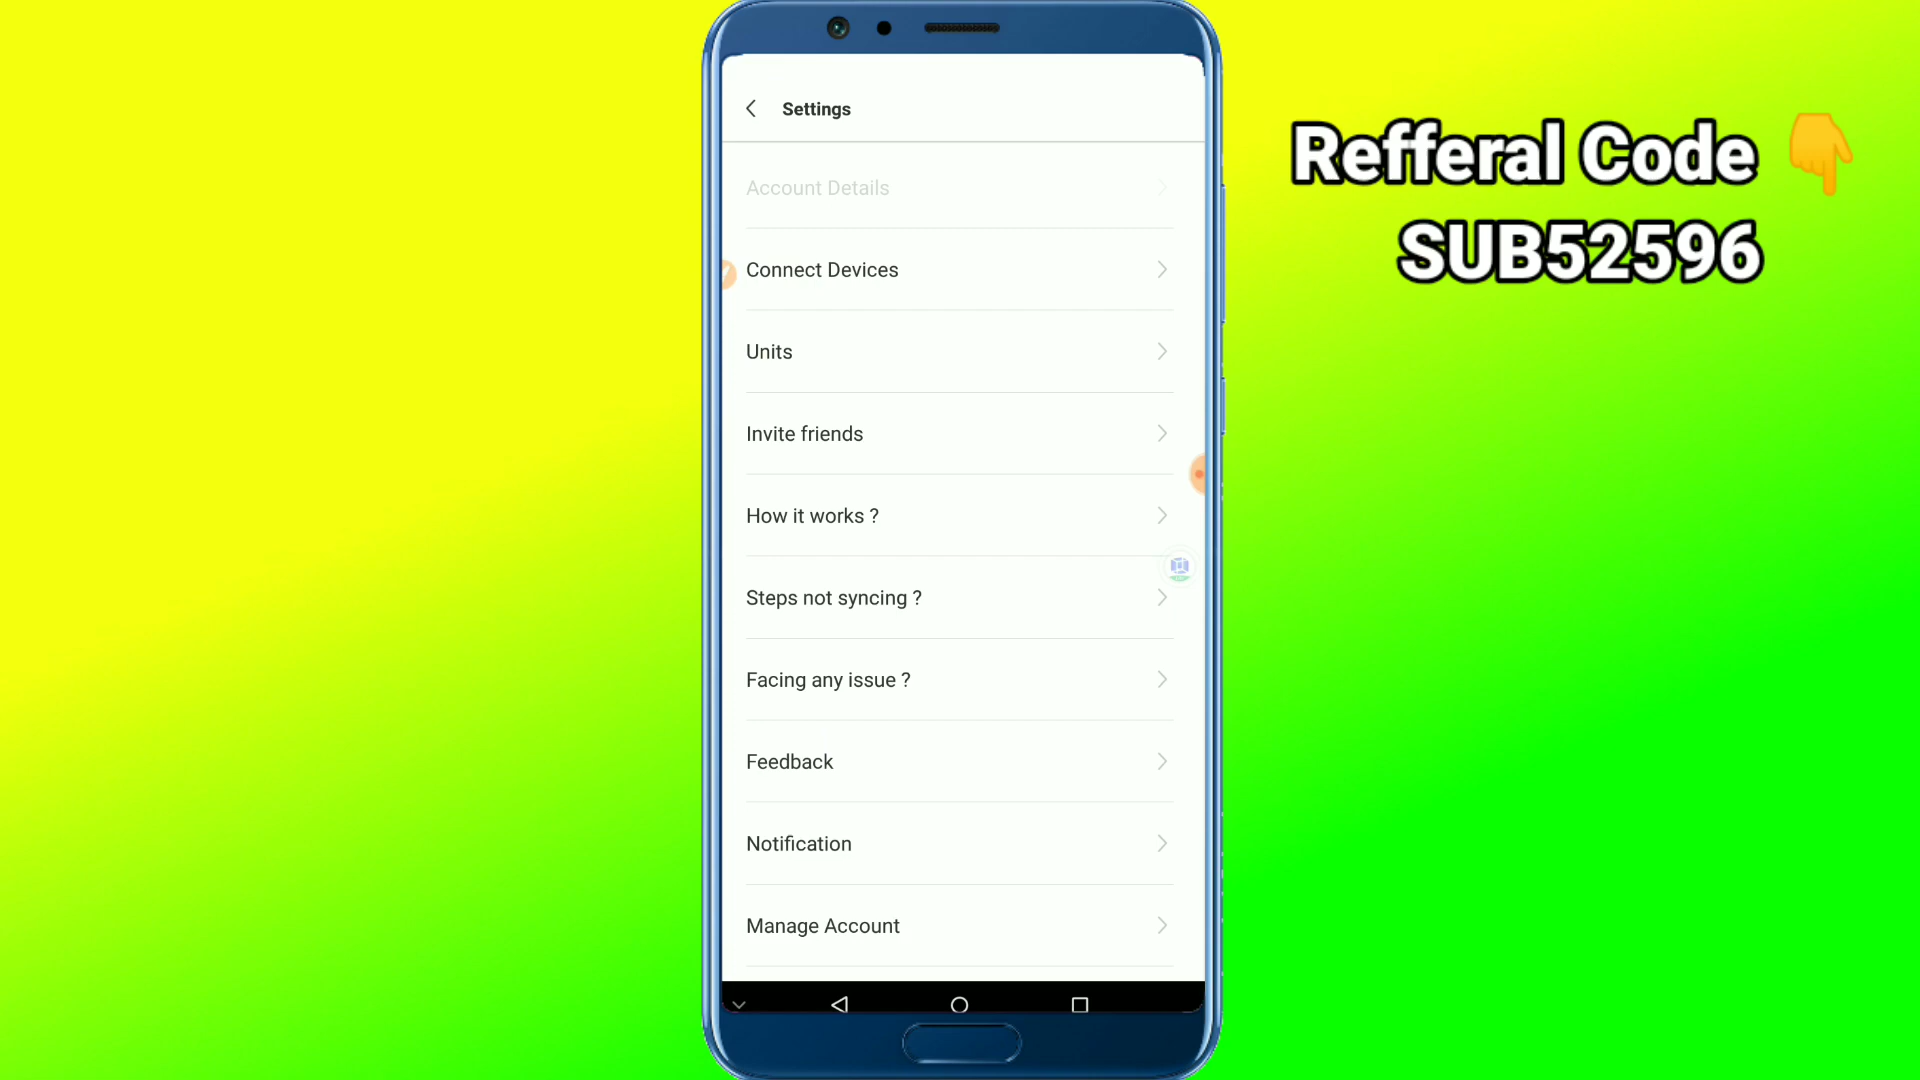 Settings
Account Details
Connect Devices
Units
Invite friends
How it works ?
Steps not syncing ?
Facing any issue ?
Feedback
Notification
Manage Account
Refferal Code 👇
SUB52596